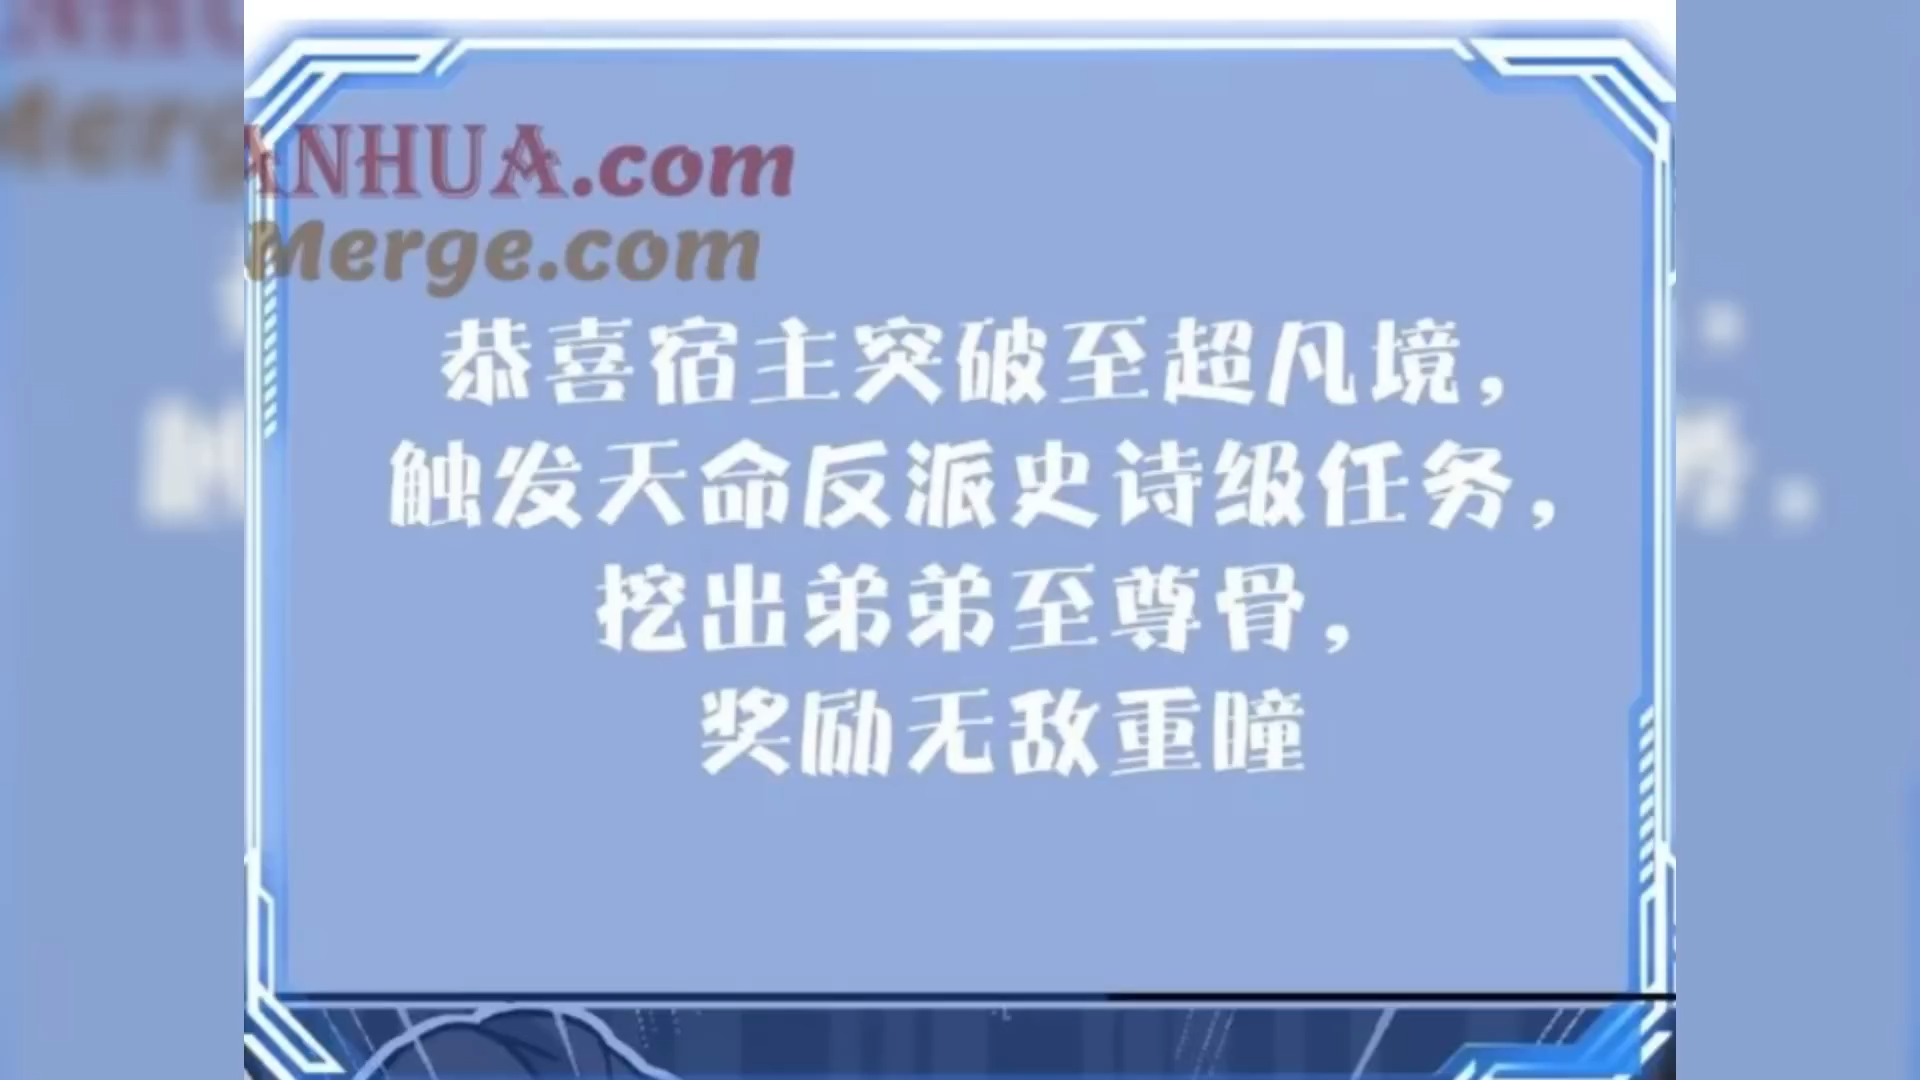 ANHUA.com
Merge.com
恭喜宿主突破至超凡境，
触发天命反派史诗级任务，
挖出弟弟至尊骨，
奖励无敌重瞳